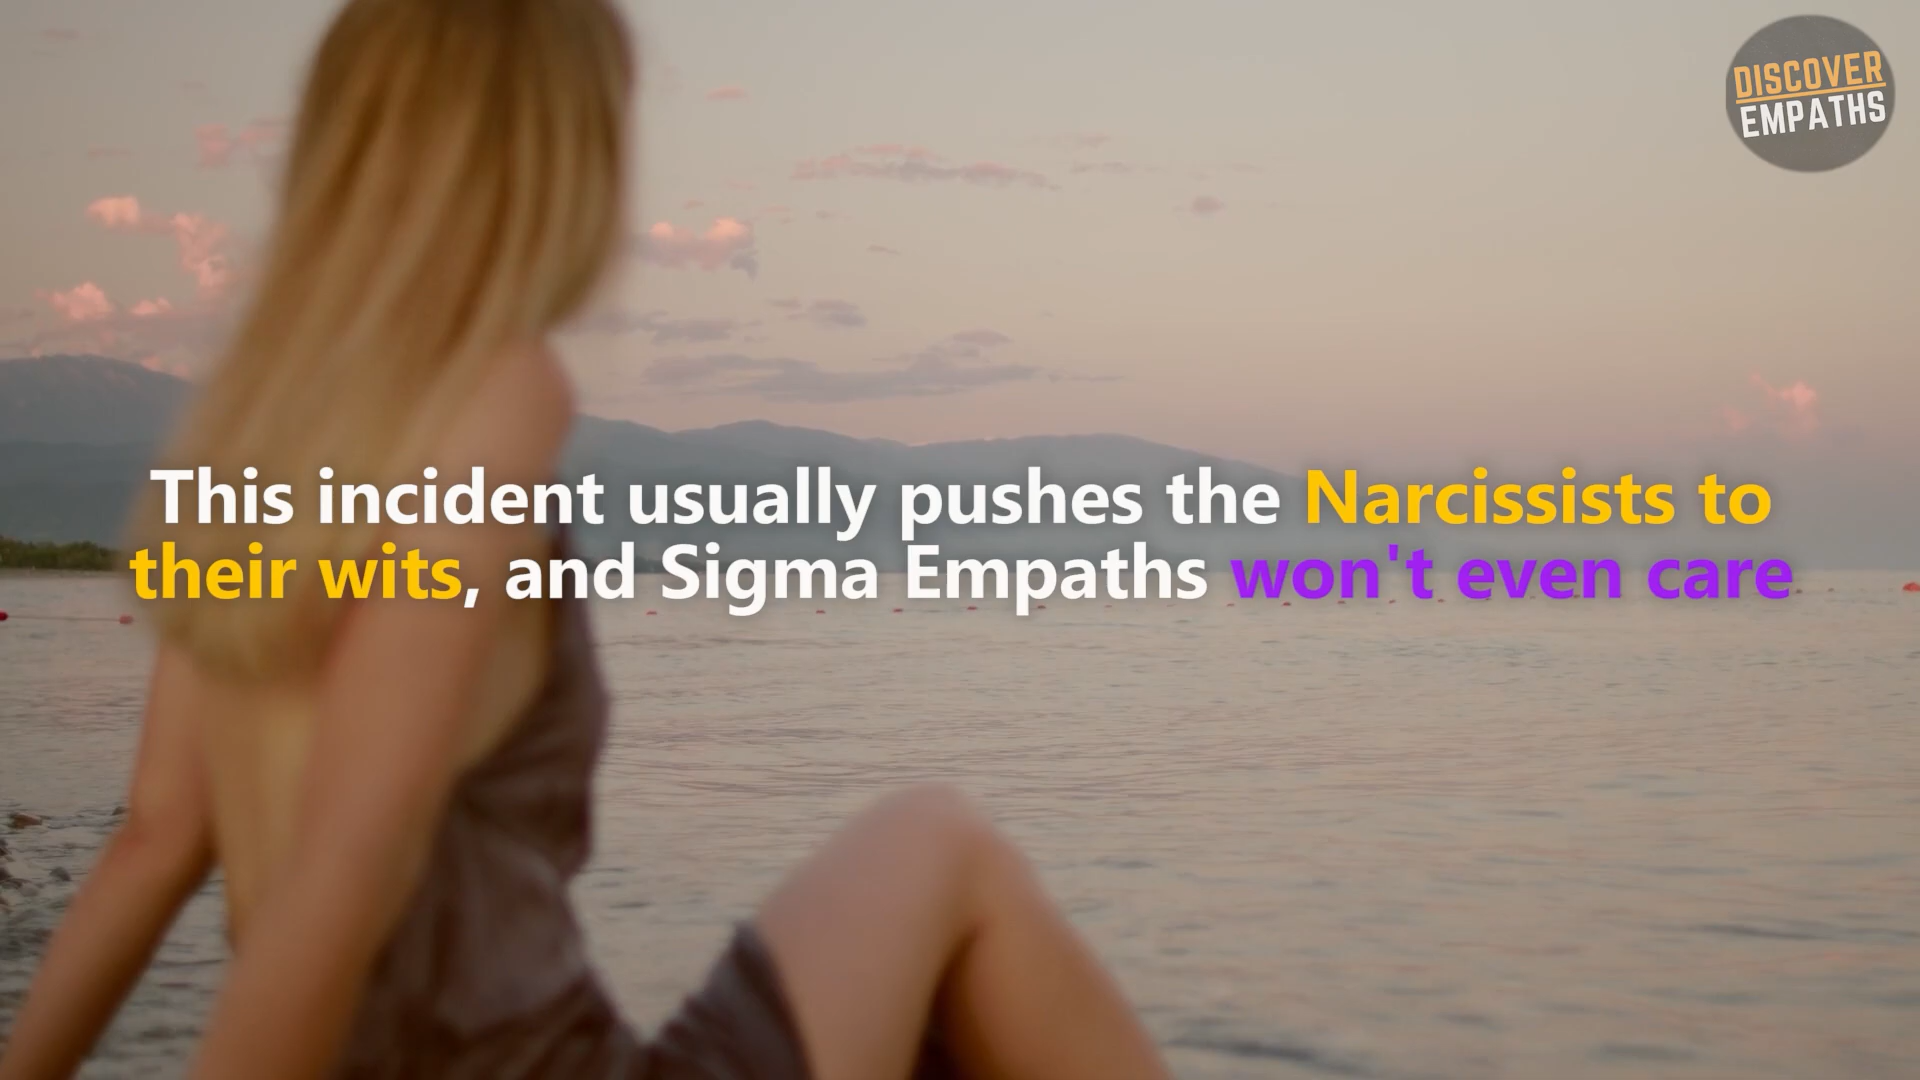 DISCOVER
EMPATHS
This incident usually pushes the Narcissists to
their wits, and Sigma Empaths won't even care